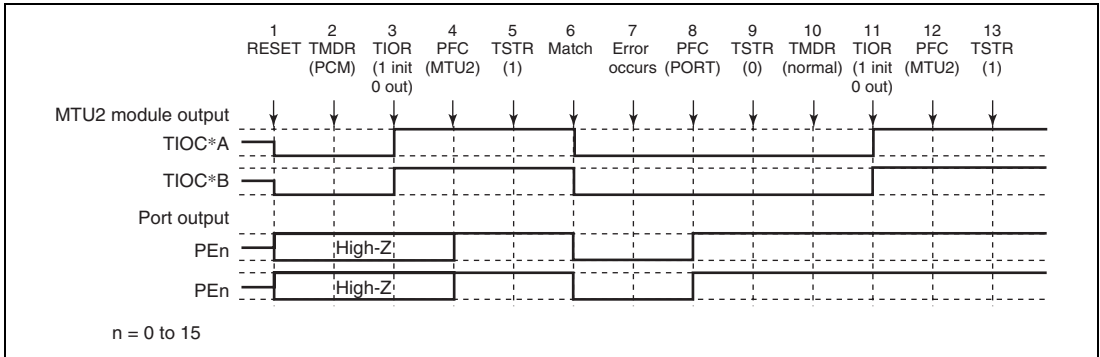 1 2 3 4 5 6 7 8 9 10 11 12 13
RESET TMDR TIOR PFC TSTR Match Error PFC TSTR TMDR TIOR PFC TSTR
(PCM) (1 init (MTU2) (1) occurs (PORT) (0) (normal) (1 init (MTU2) (1)
0 out) 0 out)
MTU2 module output
TIOC*A
TIOC*B
Port output
PEn High-Z
PEn High-Z
n = 0 to 15